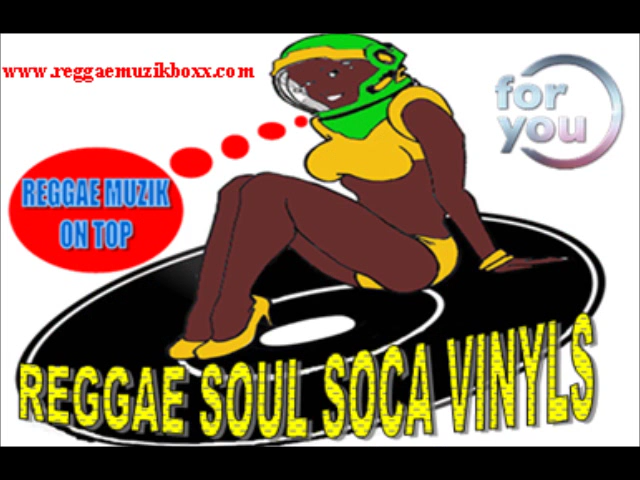 www.reggaemuzikboxx.com
for
you
REGGAE MUZIK
ON TOP
REGGAE SOUL SOCA VINYLS